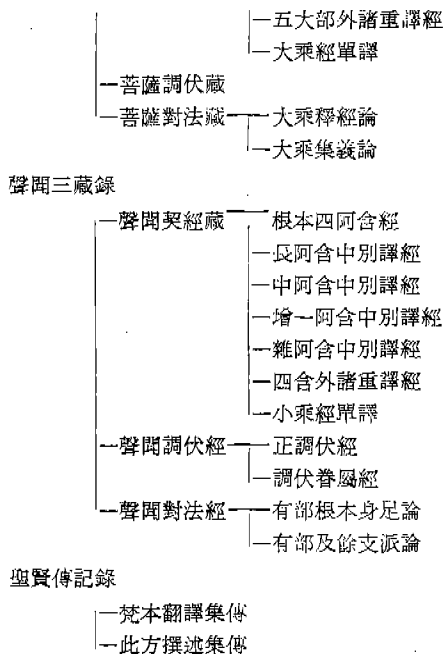 五大部外諸重譯經
大乘經單譯
菩薩調伏藏
菩薩對法藏 大乘釋經論
大乘集義論
聲聞三藏錄
聲聞契經藏 根本四阿含經
長阿含中別譯經
中阿含中別譯經
增一阿含中別譯經
雜阿含中別譯經
四含外諸重譯經
小乘經單譯
聲聞調伏經 正調伏經
調伏眷屬經
聲聞對法經 有部根本身足論
有部及餘支派論
聖賢傳記錄
梵本翻譯集傳
此方撰述集傳